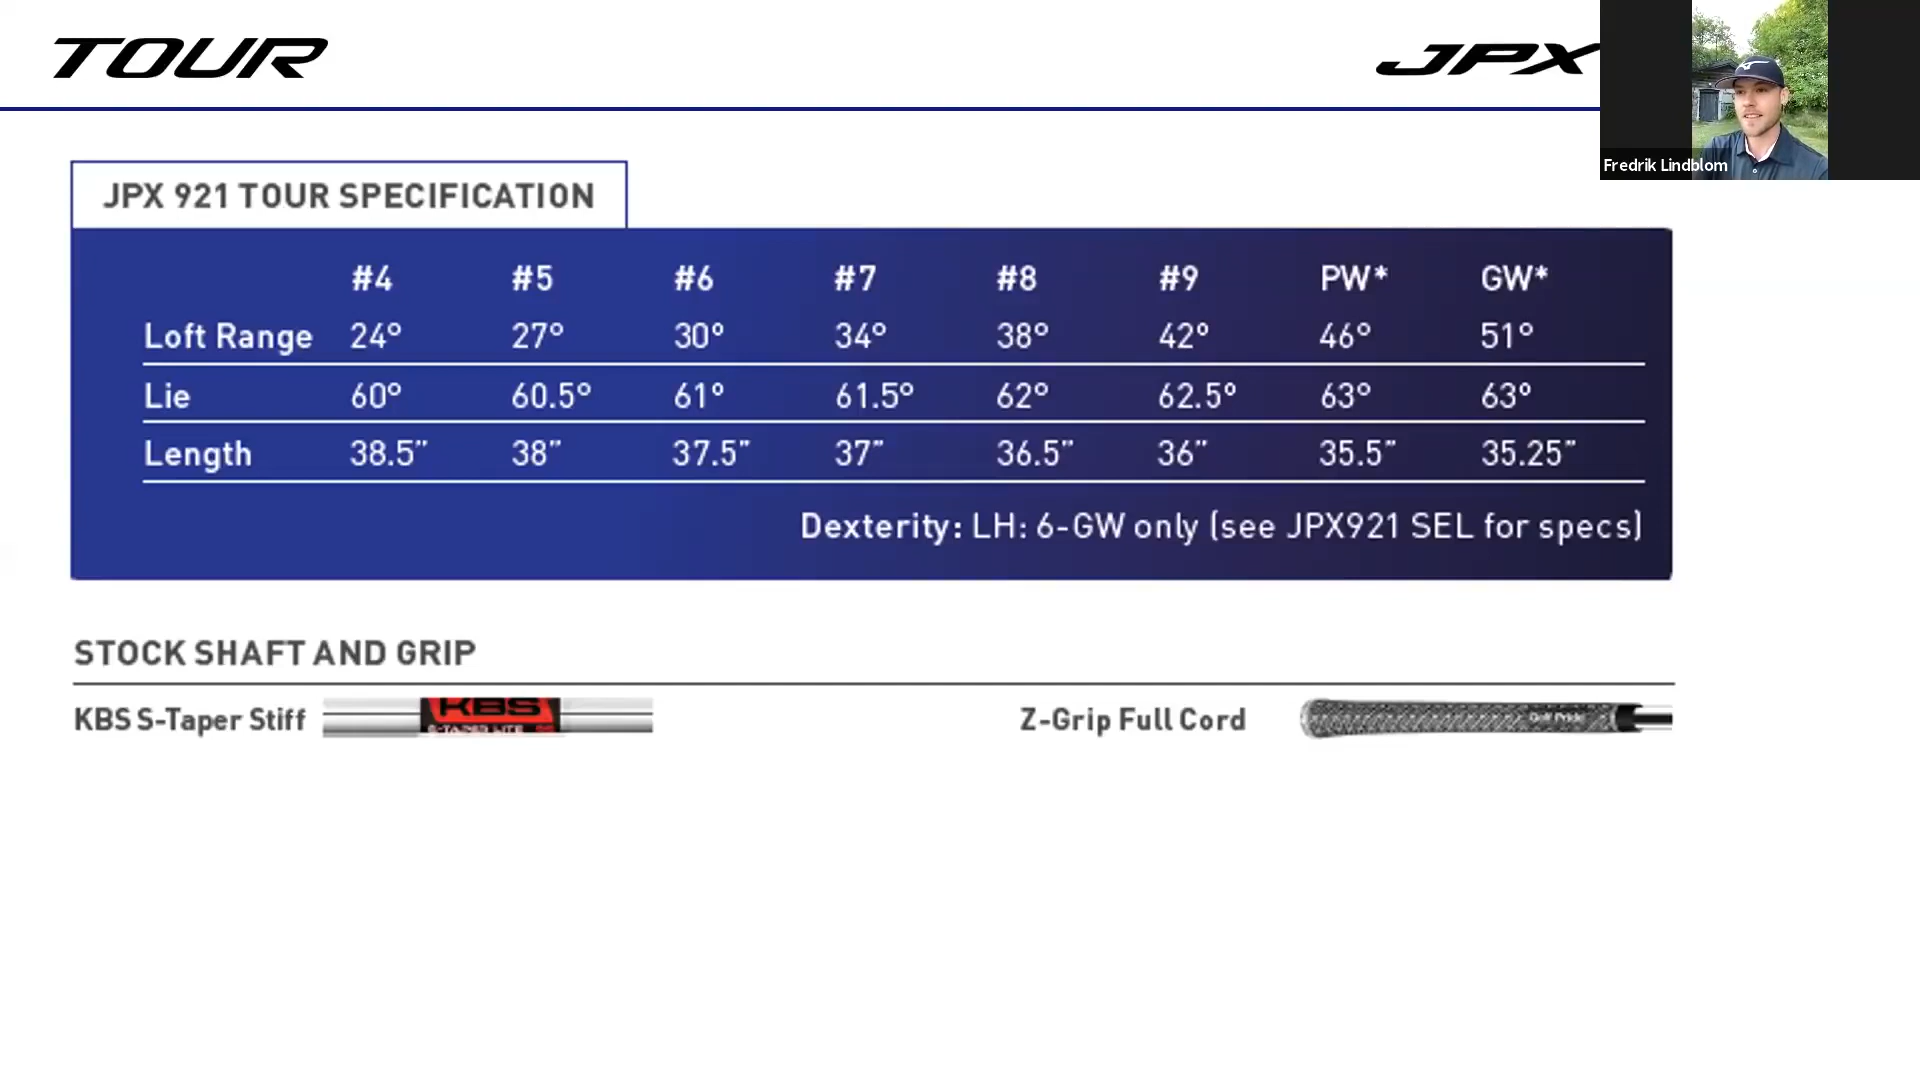 TOUR
JPX
Fredrik Lindblom
JPX 921 TOUR SPECIFICATION
#4 #5 #6 #7 #8 #9 PW* GW*
Loft Range 24° 27° 30° 34° 38° 42° 46° 51°
Lie 60° 60.5° 61° 61.5° 62° 62.5° 63° 63°
Length 38.5” 38” 37.5” 37” 36.5” 36” 35.5” 35.25”
Dexterity: LH: 6-GW only (see JPX921 SEL for specs)
STOCK SHAFT AND GRIP
KBS S-Taper Stiff
KBS
S-TAPER LITE
Z-Grip Full Cord
Golf Pride